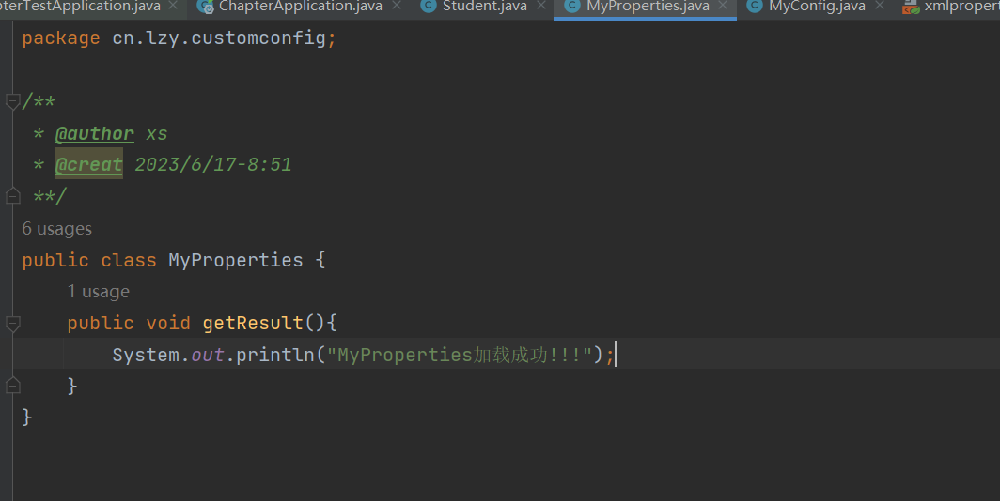 pterTestApplication.java ChapterApplication.java Student.java MyProperties.java MyConfig.java xmlpropert
package cn.lzy.customconfig;
/**
* @author xs
* @creat 2023/6/17-8:51
**/
6 usages
public class MyProperties {
1 usage
public void getResult(){
System.out.println("MyProperties加载成功!!!");
}
}